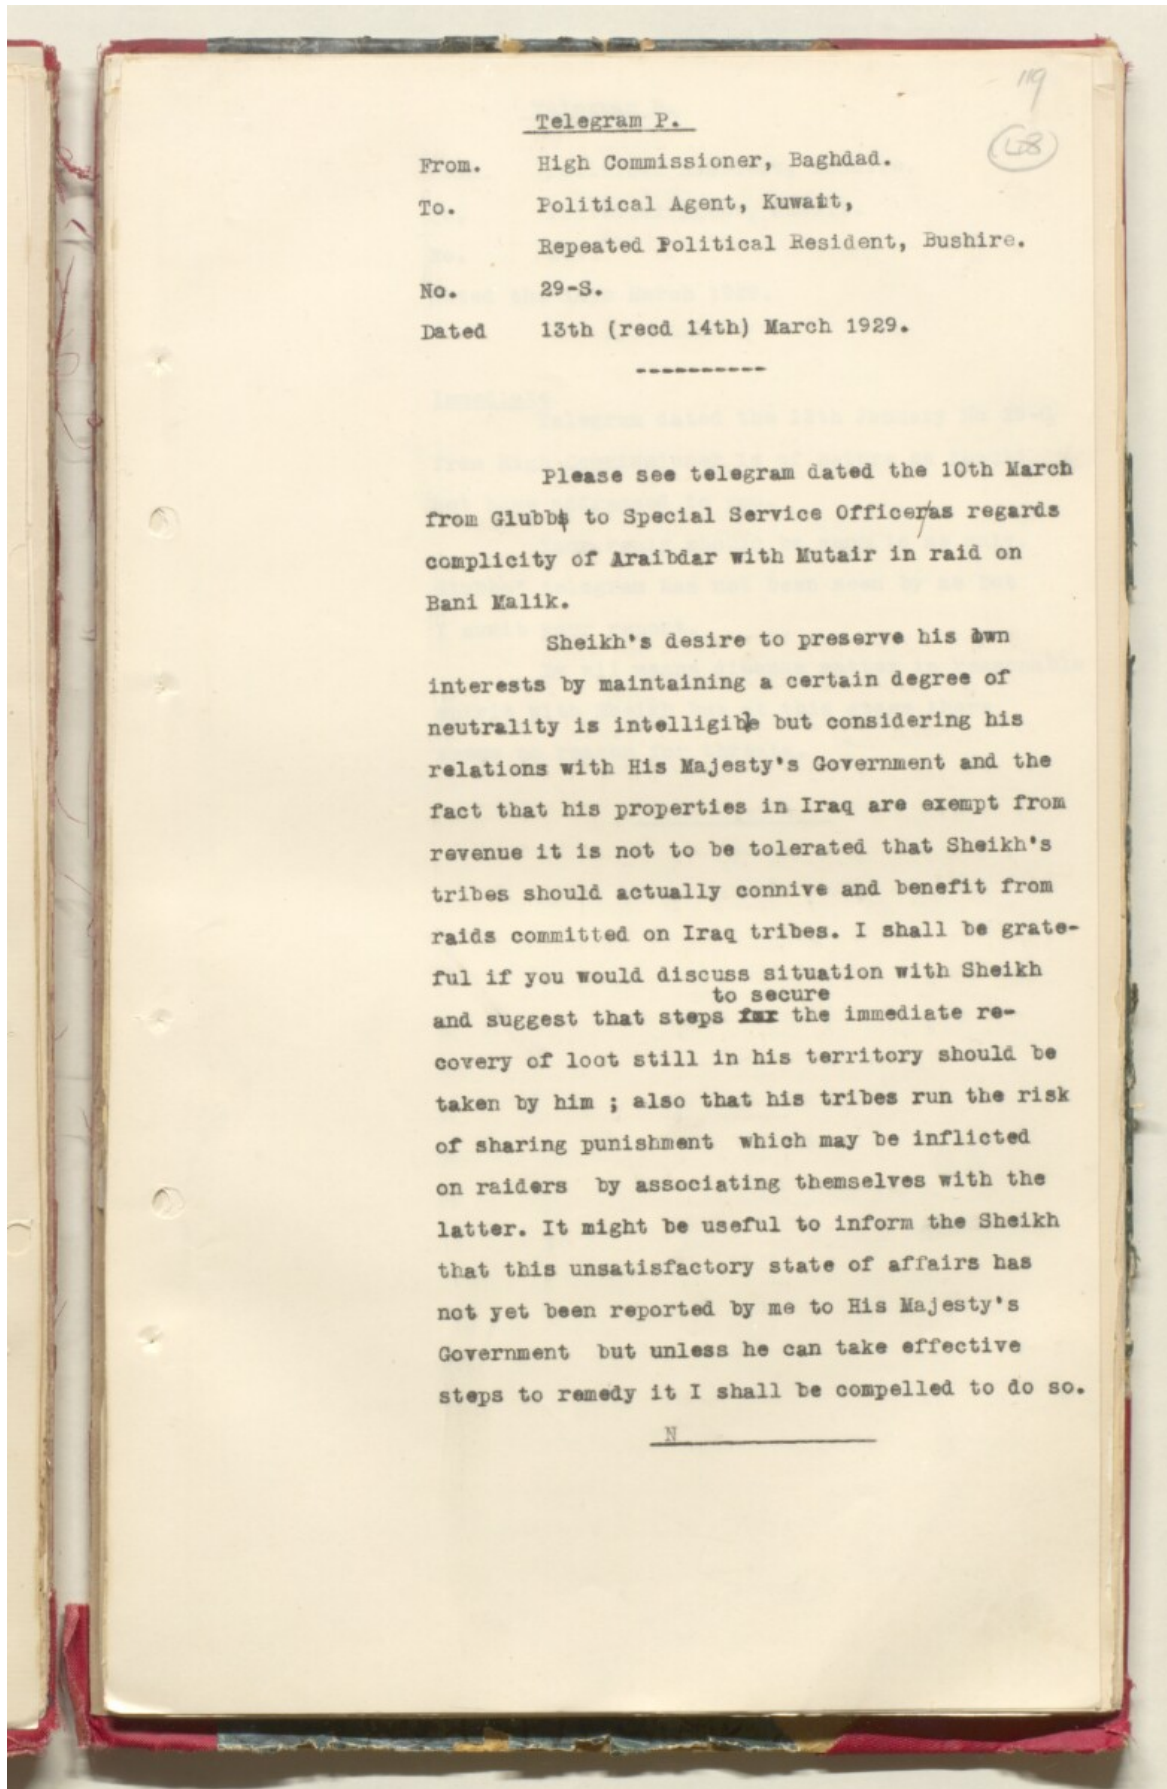 119
Telegram P.
(128)
From. High Commissioner, Baghdad.
To. Political Agent, Kuwait,
Repeated Political Resident, Bushire.
No. 29-S.
Dated 13th (recd 14th) March 1929.
----------
Please see telegram dated the 10th March
from Glubb to Special Service Officer/as regards
complicity of Araibdar with Mutair in raid on
Bani Malik.
Sheikh's desire to preserve his own
interests by maintaining a certain degree of
neutrality is intelligible but considering his
relations with His Majesty's Government and the
fact that his properties in Iraq are exempt from
revenue it is not to be tolerated that Sheikh's
tribes should actually connive and benefit from
raids committed on Iraq tribes. I shall be grate-
ful if you would discuss situation with Sheikh
to secure
and suggest that steps for the immediate re-
covery of loot still in his territory should be
taken by him ; also that his tribes run the risk
of sharing punishment which may be inflicted
on raiders by associating themselves with the
latter. It might be useful to inform the Sheikh
that this unsatisfactory state of affairs has
not yet been reported by me to His Majesty's
Government but unless he can take effective
steps to remedy it I shall be compelled to do so.
N